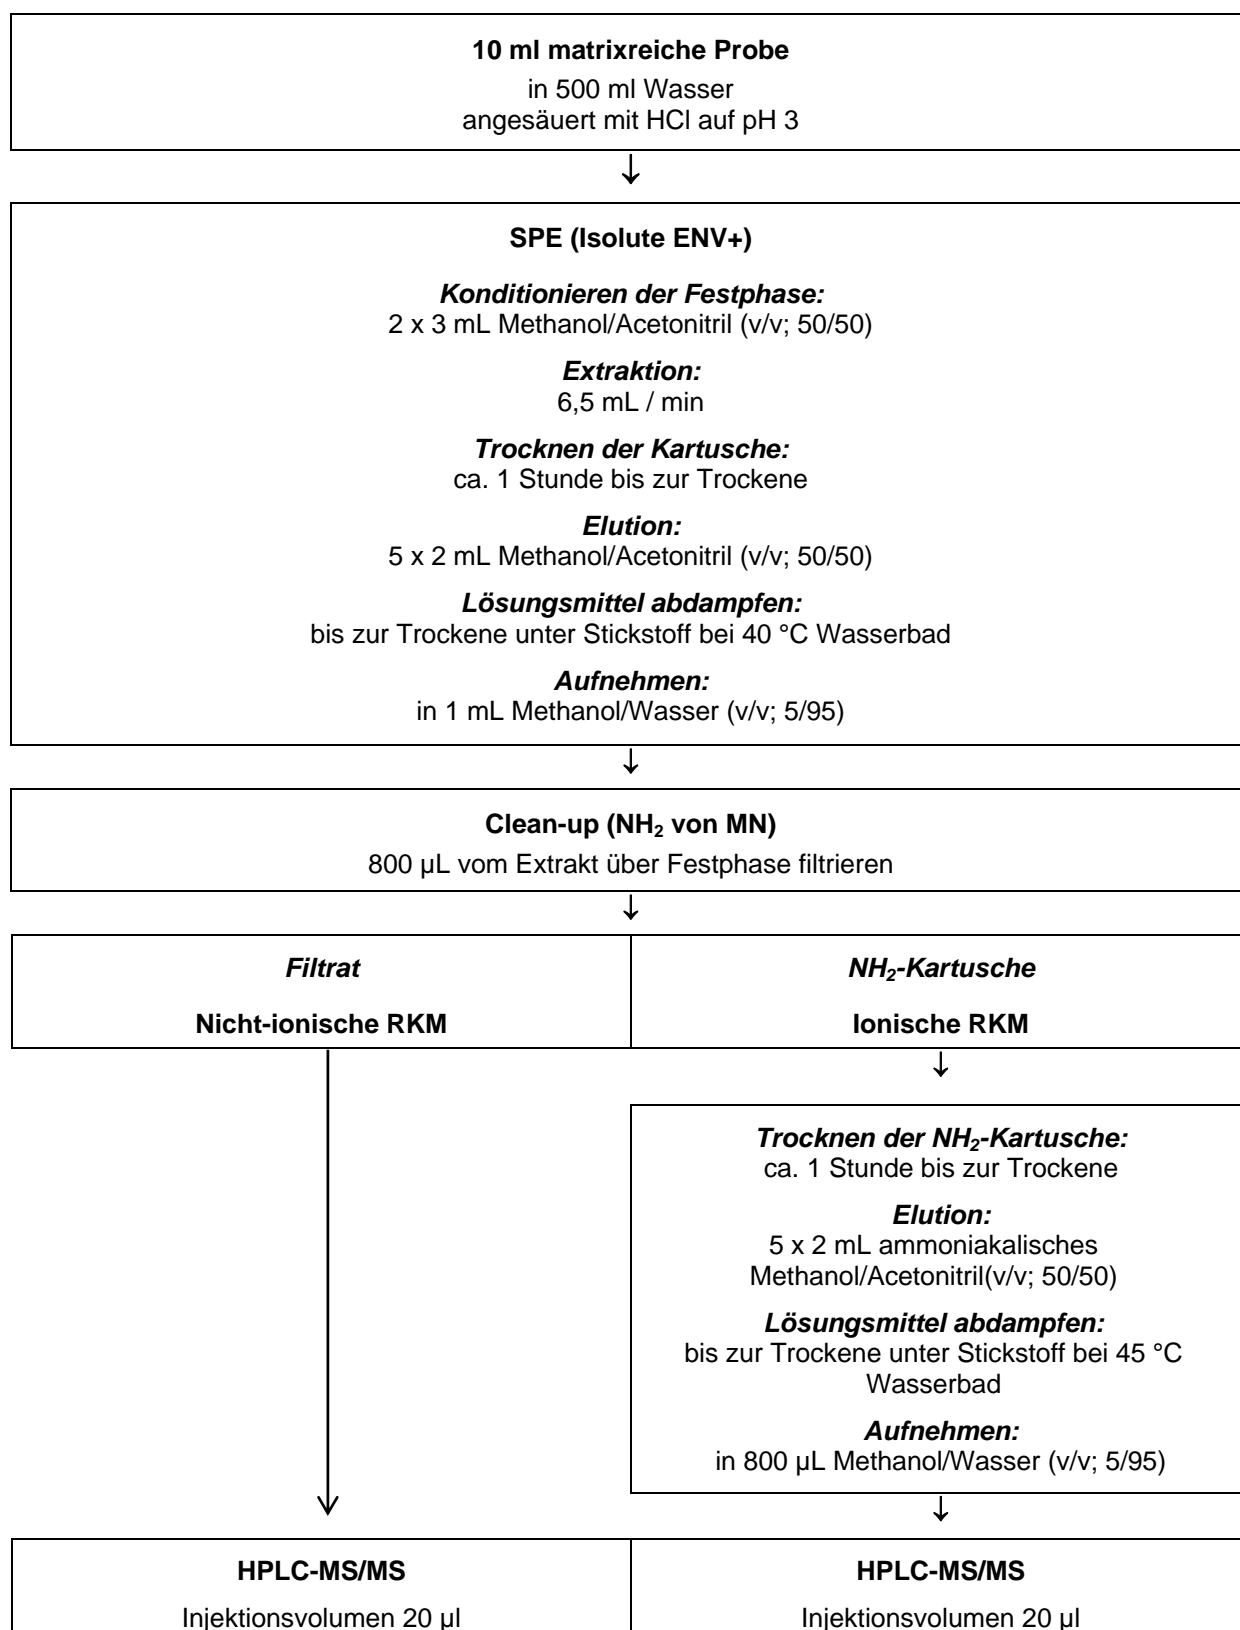 10 ml matrixreiche Probe
in 500 ml Wasser
angesäuert mit HCl auf pH 3
↓
SPE (Isolute ENV+)
Konditionieren der Festphase:
2 x 3 mL Methanol/Acetonitril (v/v; 50/50)
Extraktion:
6,5 mL / min
Trocknen der Kartusche:
ca. 1 Stunde bis zur Trockene
Elution:
5 x 2 mL Methanol/Acetonitril (v/v; 50/50)
Lösungsmittel abdampfen:
bis zur Trockene unter Stickstoff bei 40 °C Wasserbad
Aufnehmen:
in 1 mL Methanol/Wasser (v/v; 5/95)
↓
Clean-up (NH₂ von MN)
800 µL vom Extrakt über Festphase filtrieren
↓
Filtrat
Nicht-ionische RKM
NH₂-Kartusche
Ionische RKM
↓
Trocknen der NH₂-Kartusche:
ca. 1 Stunde bis zur Trockene
Elution:
5 x 2 mL ammoniakalisches
Methanol/Acetonitril(v/v; 50/50)
Lösungsmittel abdampfen:
bis zur Trockene unter Stickstoff bei 45 °C
Wasserbad
Aufnehmen:
in 800 µL Methanol/Wasser (v/v; 5/95)
↓
HPLC-MS/MS
Injektionsvolumen 20 µl
HPLC-MS/MS
Injektionsvolumen 20 µl